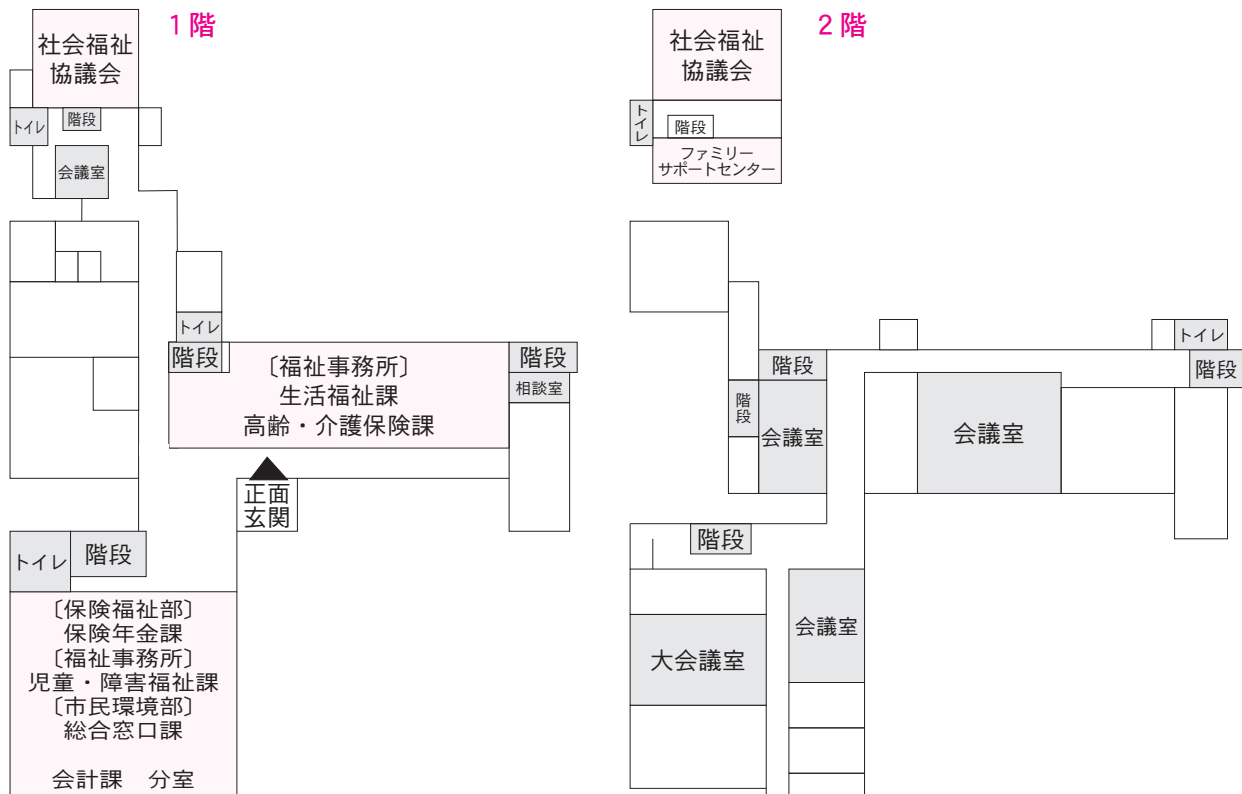 1階
社会福祉
協議会
トイレ
階段
会議室
トイレ
階段
〔福祉事務所〕
生活福祉課
高齢・介護保険課
階段
相談室
正面
玄関
トイレ
階段
〔保険福祉部〕
保険年金課
〔福祉事務所〕
児童・障害福祉課
〔市民環境部〕
総合窓口課
会計課　分室
2階
社会福祉
協議会
トイレ
階段
ファミリー
サポートセンター
トイレ
階段
階段
階段
会議室
会議室
階段
大会議室
会議室